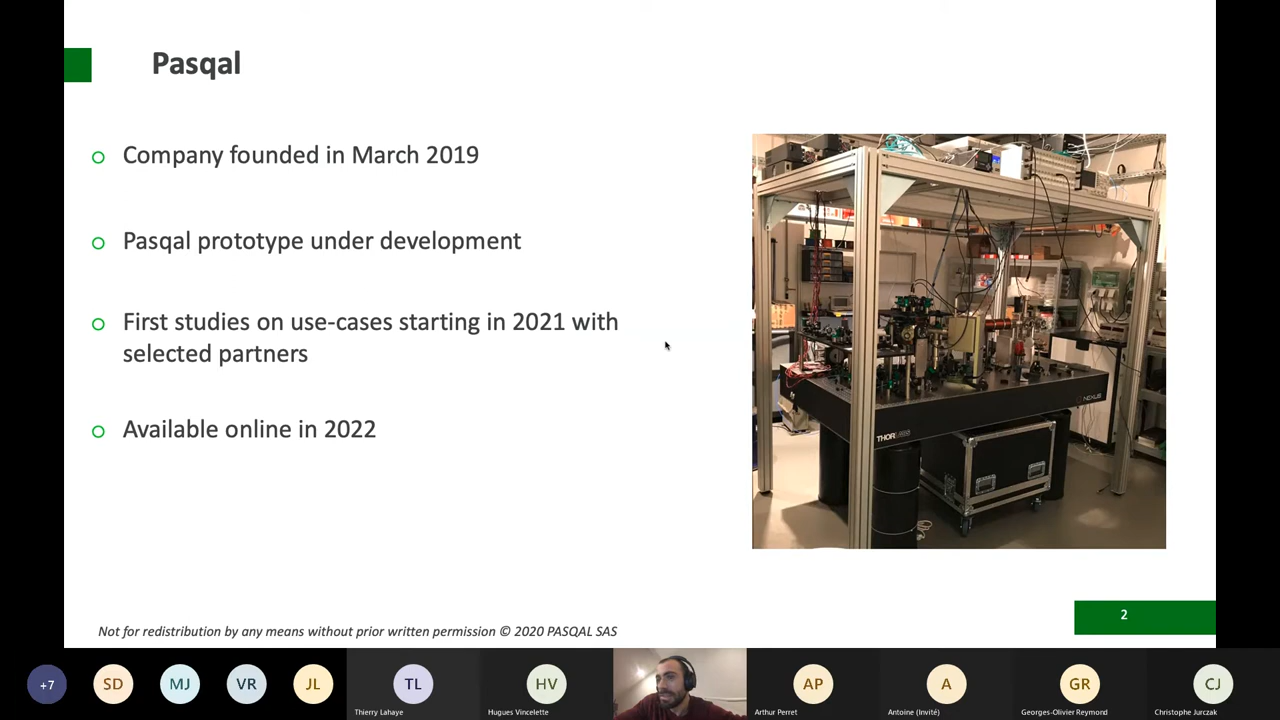 Pasqal
Company founded in March 2019
Pasqal prototype under development
First studies on use-cases starting in 2021 with
selected partners
Available online in 2022
NEXUS
THORLABS
2
Not for redistribution by any means without prior written permission © 2020 PASQAL SAS
+7
SD
MJ
VR
JL
TL
HV
AP
A
GR
CJ
Thierry Lahaye
Hugues Vincelette
Arthur Perret
Antoine (Invité)
Georges-Olivier Reymond
Christophe Jurczak